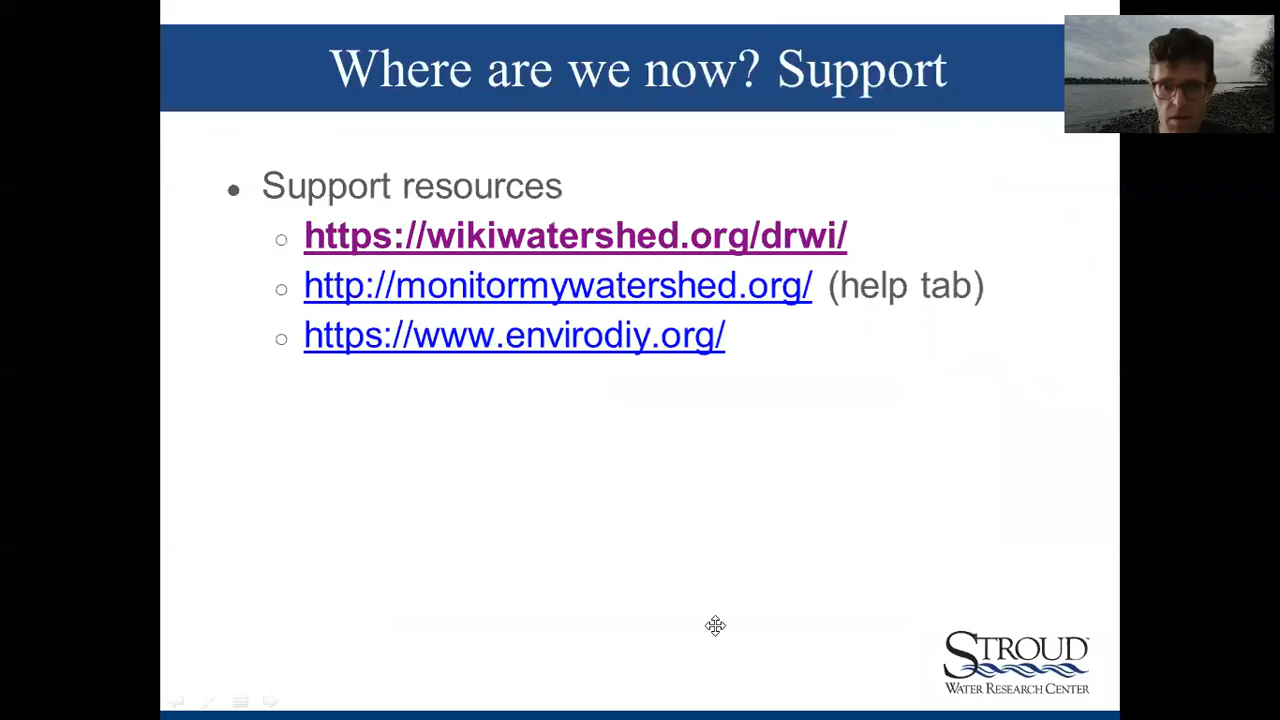 Where are we now? Support
● Support resources
○ https://wikiwatershed.org/drwi/
○ http://monitormywatershed.org/ (help tab)
○ https://www.envirodiy.org/
STROUD
WATER RESEARCH CENTER